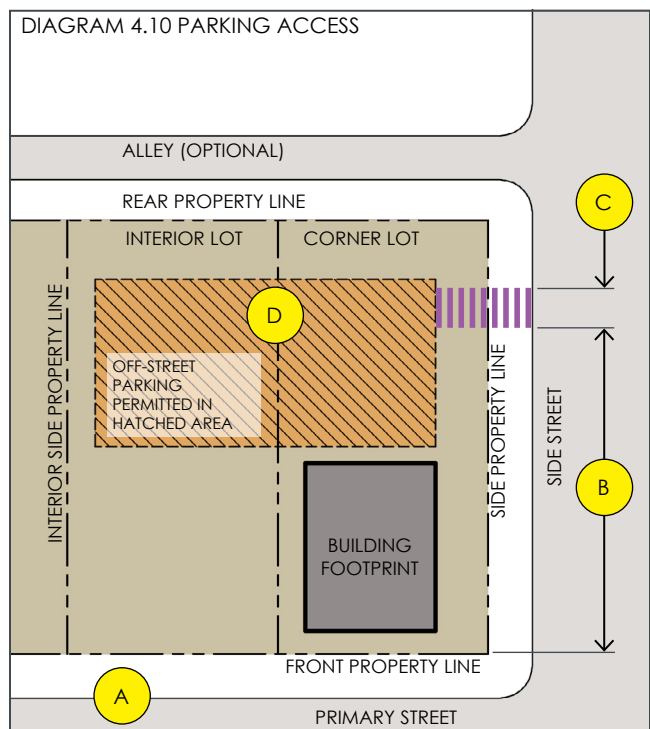 DIAGRAM 4.10 PARKING ACCESS
ALLEY (OPTIONAL)
REAR PROPERTY LINE
C
INTERIOR LOT
CORNER LOT
D
OFF-STREET
PARKING
PERMITTED IN
HATCHED AREA
INTERIOR SIDE PROPERTY LINE
SIDE PROPERTY LINE
SIDE STREET
B
BUILDING
FOOTPRINT
FRONT PROPERTY LINE
A
PRIMARY STREET